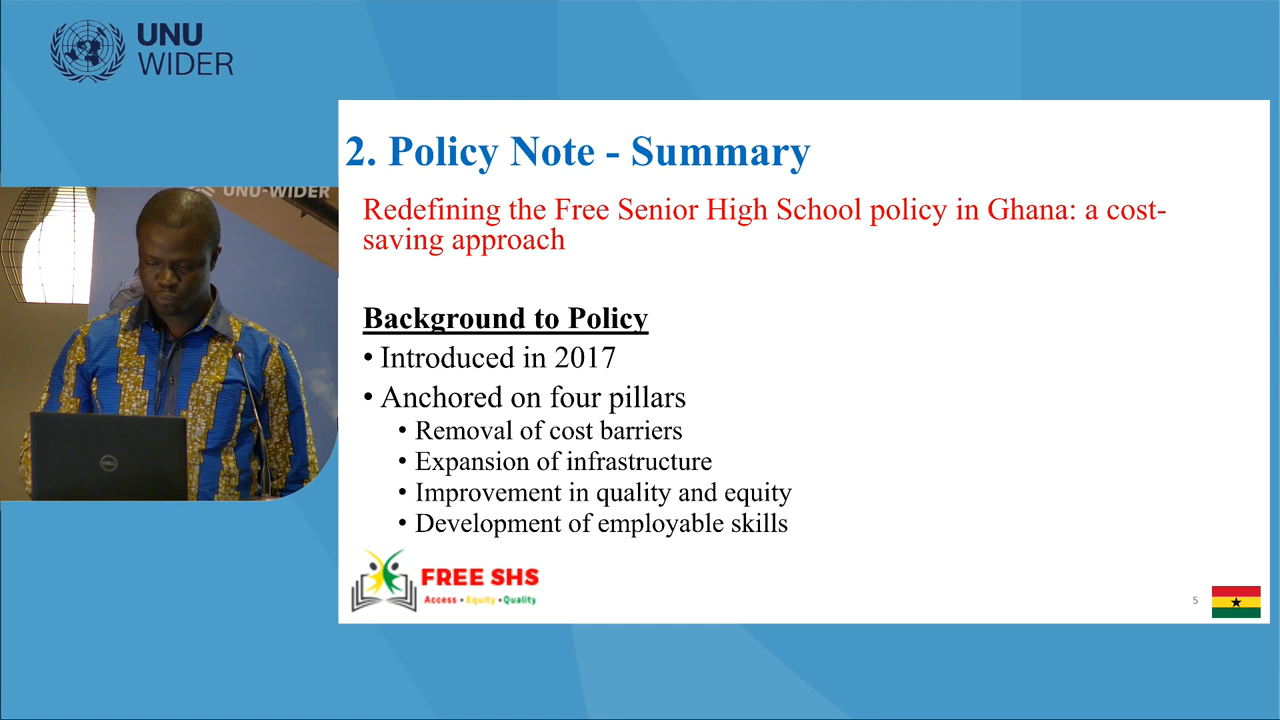 UNU
WIDER
UNU-WIDER
2. Policy Note - Summary
Redefining the Free Senior High School policy in Ghana: a cost-
saving approach
Background to Policy
• Introduced in 2017
• Anchored on four pillars
• Removal of cost barriers
• Expansion of infrastructure
• Improvement in quality and equity
• Development of employable skills
FREE SHS
Access • Equity • Quality
5
DELL